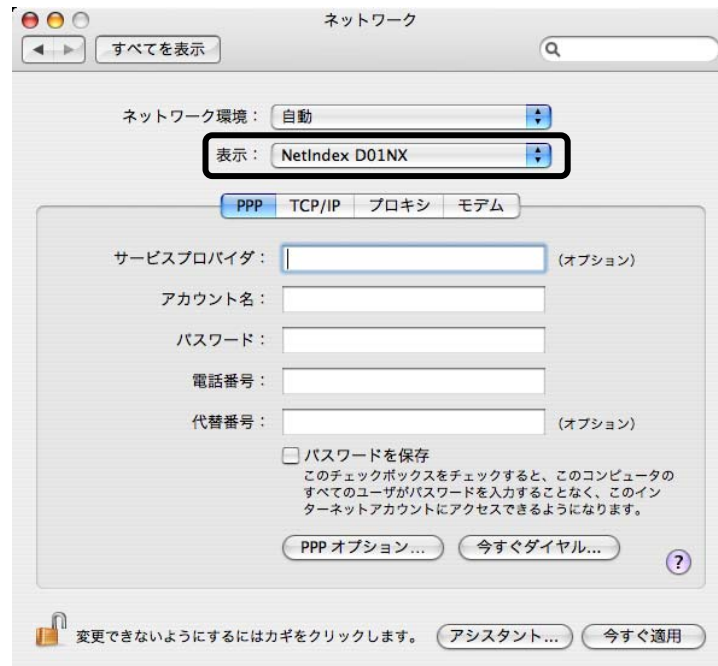 ネットワーク
すべてを表示
ネットワーク環境： 自動
表示： NetIndex D01NX
PPP TCP/IP プロキシ モデム
サービスプロバイダ： (オプション)
アカウント名：
パスワード：
電話番号：
代替番号： (オプション)
パスワードを保存
このチェックボックスをチェックすると、このコンピュータの
すべてのユーザがパスワードを入力することなく、このイン
ターネットアカウントにアクセスできるようになります。
PPP オプション... 今すぐダイヤル...
?
変更できないようにするにはカギをクリックします。 アシスタント... 今すぐ適用